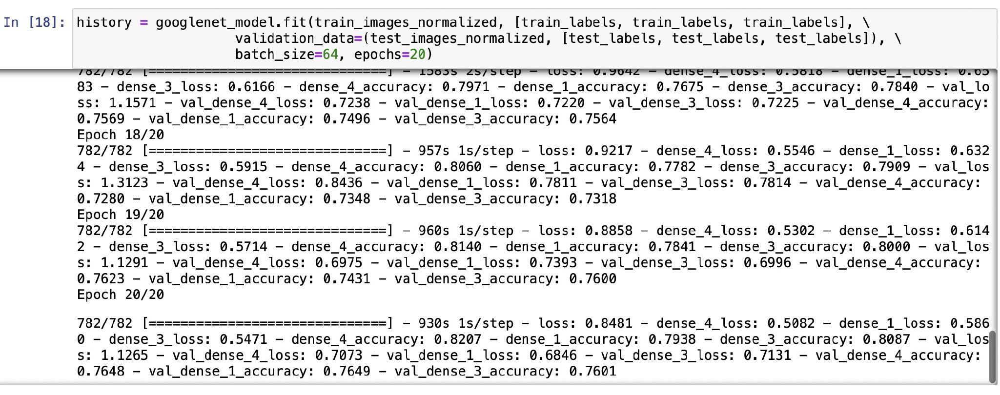 In [18]: history = googlenet_model.fit(train_images_normalized, [train_labels, train_labels, train_labels], \
validation_data=(test_images_normalized, [test_labels, test_labels, test_labels]), \
batch_size=64, epochs=20)
782/782 [==============================] - 1583s 2s/step - loss: 0.9642 - dense_4_loss: 0.5818 - dense_1_loss: 0.65
83 - dense_3_loss: 0.6166 - dense_4_accuracy: 0.7971 - dense_1_accuracy: 0.7675 - dense_3_accuracy: 0.7840 - val_lo
ss: 1.1571 - val_dense_4_loss: 0.7238 - val_dense_1_loss: 0.7220 - val_dense_3_loss: 0.7225 - val_dense_4_accuracy:
0.7569 - val_dense_1_accuracy: 0.7496 - val_dense_3_accuracy: 0.7564
Epoch 18/20
782/782 [==============================] - 957s 1s/step - loss: 0.9217 - dense_4_loss: 0.5546 - dense_1_loss: 0.632
4 - dense_3_loss: 0.5915 - dense_4_accuracy: 0.8060 - dense_1_accuracy: 0.7782 - dense_3_accuracy: 0.7909 - val_los
s: 1.3123 - val_dense_4_loss: 0.8436 - val_dense_1_loss: 0.7811 - val_dense_3_loss: 0.7814 - val_dense_4_accuracy:
0.7280 - val_dense_1_accuracy: 0.7348 - val_dense_3_accuracy: 0.7318
Epoch 19/20
782/782 [==============================] - 960s 1s/step - loss: 0.8858 - dense_4_loss: 0.5302 - dense_1_loss: 0.614
2 - dense_3_loss: 0.5714 - dense_4_accuracy: 0.8140 - dense_1_accuracy: 0.7841 - dense_3_accuracy: 0.8000 - val_los
s: 1.1291 - val_dense_4_loss: 0.6975 - val_dense_1_loss: 0.7393 - val_dense_3_loss: 0.6996 - val_dense_4_accuracy:
0.7623 - val_dense_1_accuracy: 0.7431 - val_dense_3_accuracy: 0.7600
Epoch 20/20
782/782 [==============================] - 930s 1s/step - loss: 0.8481 - dense_4_loss: 0.5082 - dense_1_loss: 0.586
0 - dense_3_loss: 0.5471 - dense_4_accuracy: 0.8207 - dense_1_accuracy: 0.7938 - dense_3_accuracy: 0.8087 - val_los
s: 1.1265 - val_dense_4_loss: 0.7073 - val_dense_1_loss: 0.6846 - val_dense_3_loss: 0.7131 - val_dense_4_accuracy:
0.7648 - val_dense_1_accuracy: 0.7649 - val_dense_3_accuracy: 0.7601